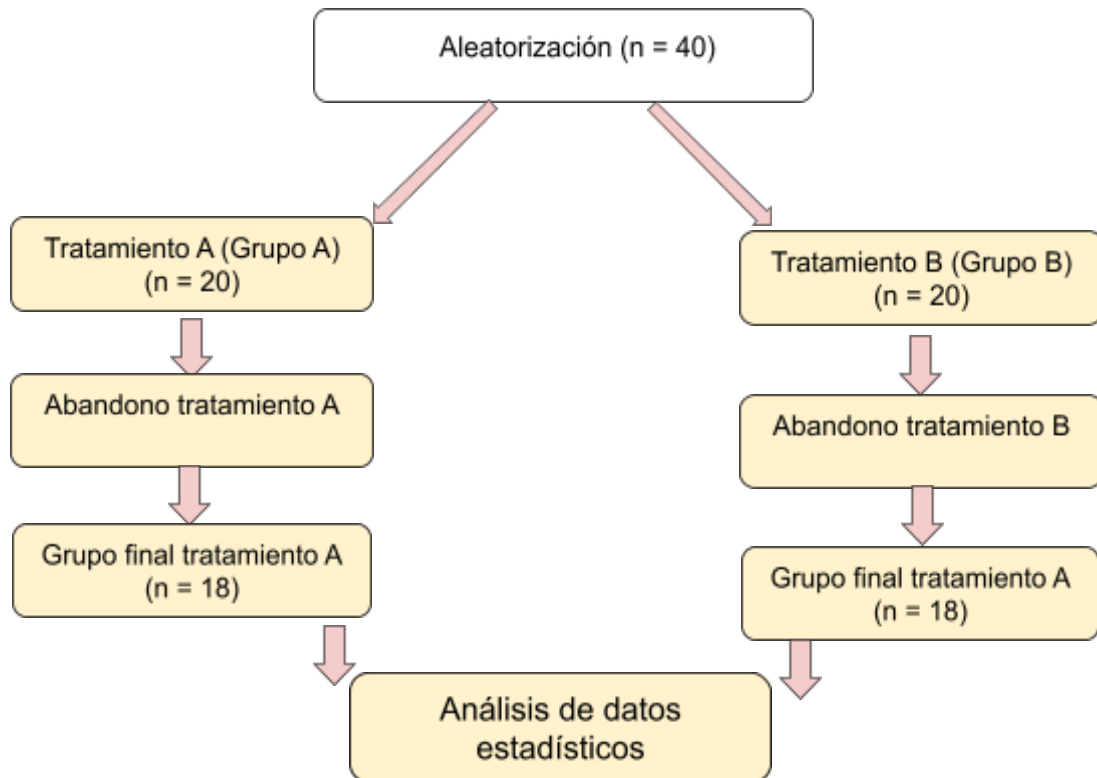 Aleatorización (n = 40)
Tratamiento A (Grupo A)
(n = 20)
Tratamiento B (Grupo B)
(n = 20)
Abandono tratamiento A
Abandono tratamiento B
Grupo final tratamiento A
(n = 18)
Grupo final tratamiento A
(n = 18)
Análisis de datos
estadísticos